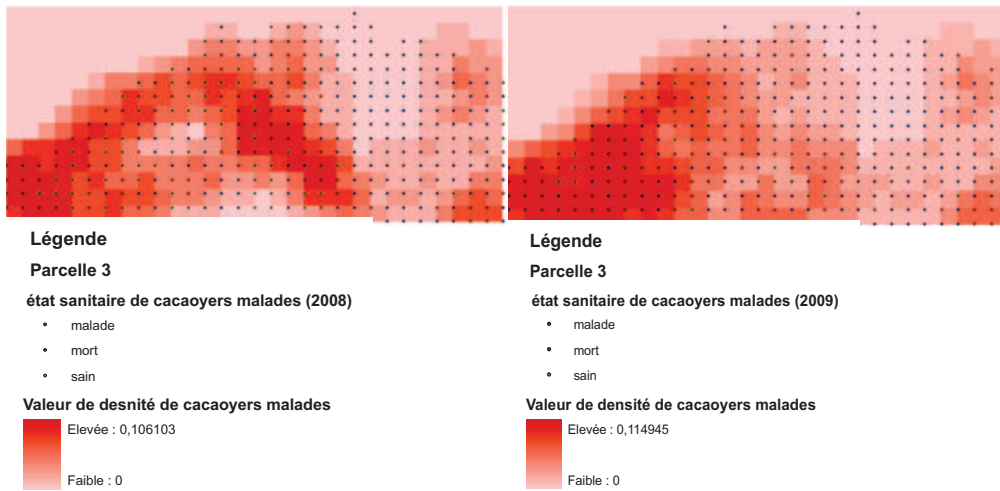 Légende
Parcelle 3
état sanitaire de cacaoyers malades (2008)
malade
mort
sain
Valeur de desnité de cacaoyers malades
Elevée : 0,106103
Faible : 0
Légende
Parcelle 3
état sanitaire de cacaoyers malades (2009)
malade
mort
sain
Valeur de densité de cacaoyers malades
Elevée : 0,114945
Faible : 0